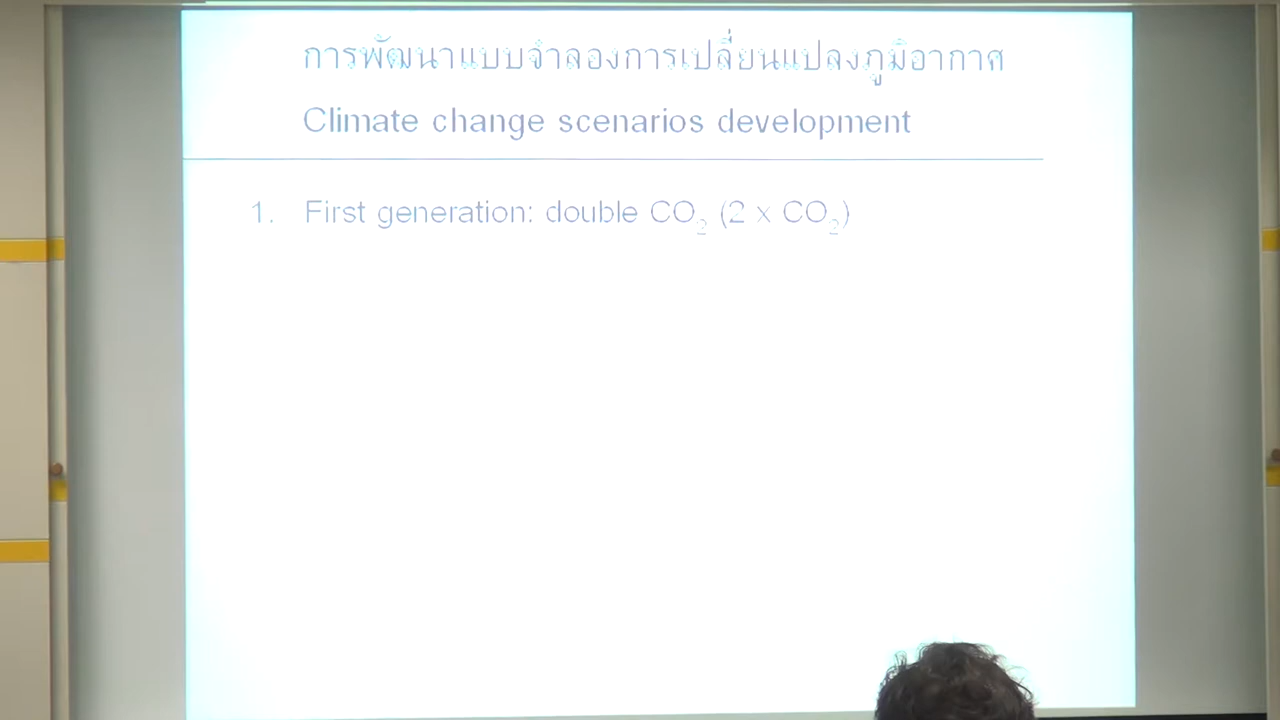 การพัฒนาแบบจำลองการเปลี่ยนแปลงภูมิอากาศ
Climate change scenarios development
1. First generation: double CO₂ (2 x CO₂)